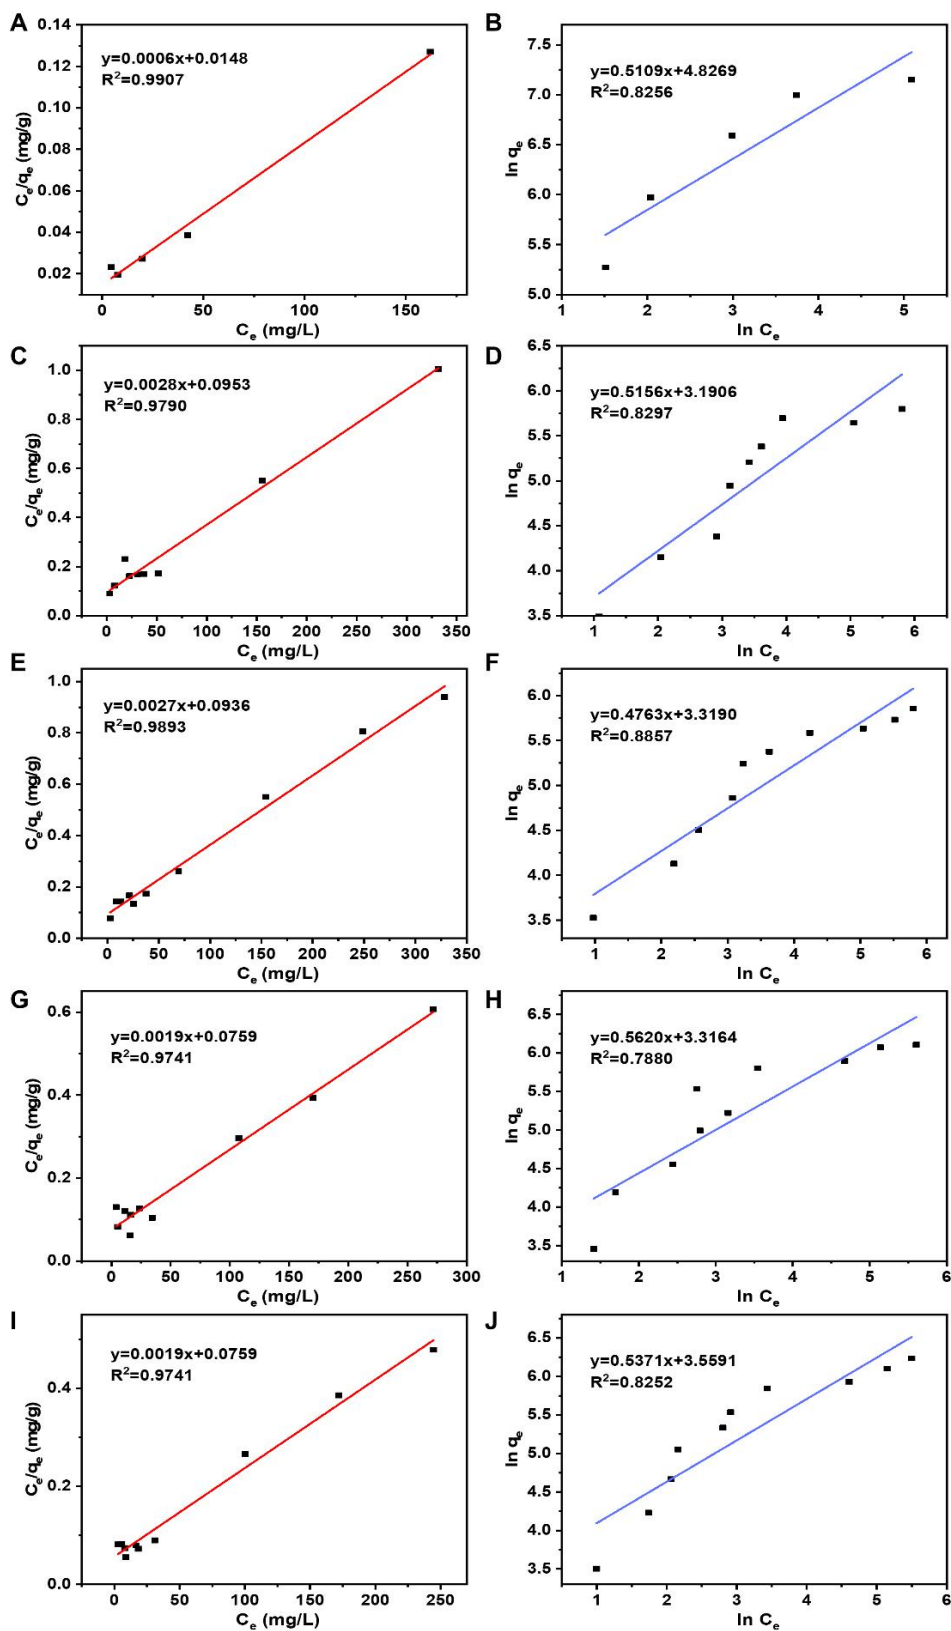 A
y=0.0006x+0.0148
R²=0.9907
0.14
0.12
0.10
0.08
0.06
0.04
0.02
Ce/qe (mg/g)
0 50 100 150
Ce (mg/L)
B
y=0.5109x+4.8269
R²=0.8256
7.5
7.0
6.5
6.0
5.5
5.0
ln qe
1 2 3 4 5
ln Ce
C
y=0.0028x+0.0953
R²=0.9790
1.0
0.8
0.6
0.4
0.2
0.0
Ce/qe (mg/g)
0 50 100 150 200 250 300 350
Ce (mg/L)
D
y=0.5156x+3.1906
R²=0.8297
6.5
6.0
5.5
5.0
4.5
4.0
3.5
ln qe
1 2 3 4 5 6
ln Ce
E
y=0.0027x+0.0936
R²=0.9893
1.0
0.8
0.6
0.4
0.2
0.0
Ce/qe (mg/g)
0 50 100 150 200 250 300 350
Ce (mg/L)
F
y=0.4763x+3.3190
R²=0.8857
6.0
5.5
5.0
4.5
4.0
3.5
ln qe
1 2 3 4 5 6
ln Ce
G
y=0.0019x+0.0759
R²=0.9741
0.6
0.4
0.2
0.0
Ce/qe (mg/g)
0 50 100 150 200 250 300
Ce (mg/L)
H
y=0.5620x+3.3164
R²=0.7880
6.5
6.0
5.5
5.0
4.5
4.0
3.5
ln qe
1 2 3 4 5 6
ln Ce
I
y=0.0019x+0.0759
R²=0.9741
0.4
0.2
0.0
Ce/qe (mg/g)
0 50 100 150 200 250
Ce (mg/L)
J
y=0.5371x+3.5591
R²=0.8252
6.5
6.0
5.5
5.0
4.5
4.0
3.5
ln qe
1 2 3 4 5 6
ln Ce